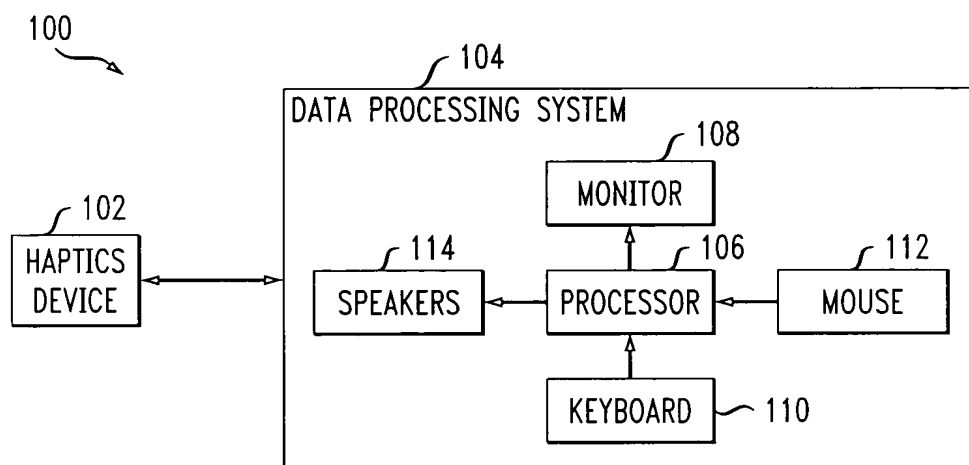 100
104
DATA PROCESSING SYSTEM
108
MONITOR
102
HAPTICS
DEVICE
114
SPEAKERS
106
PROCESSOR
112
MOUSE
KEYBOARD
110